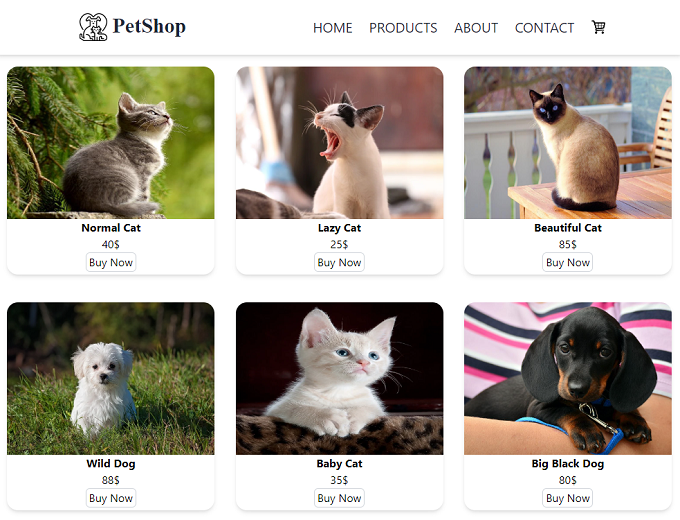 PetShop
HOME PRODUCTS ABOUT CONTACT
Normal Cat
40$
Buy Now
Lazy Cat
25$
Buy Now
Beautiful Cat
85$
Buy Now
Wild Dog
88$
Buy Now
Baby Cat
35$
Buy Now
Big Black Dog
80$
Buy Now